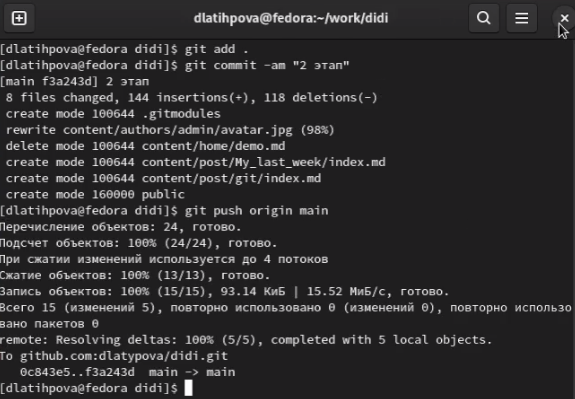 dlatihpova@fedora:~/work/didi
[dlatihpova@fedora didi]$ git add .
[dlatihpova@fedora didi]$ git commit -am "2 этап"
[main f3a243d] 2 этап
8 files changed, 144 insertions(+), 118 deletions(-)
create mode 100644 .gitmodules
rewrite content/authors/admin/avatar.jpg (98%)
delete mode 100644 content/home/demo.md
create mode 100644 content/post/My_last_week/index.md
create mode 100644 content/post/git/index.md
create mode 160000 public
[dlatihpova@fedora didi]$ git push origin main
Перечисление объектов: 24, готово.
Подсчет объектов: 100% (24/24), готово.
При сжатии изменений используется до 4 потоков
Сжатие объектов: 100% (13/13), готово.
Запись объектов: 100% (15/15), 93.14 КиБ | 15.52 МиБ/с, готово.
Всего 15 (изменений 5), повторно использовано 0 (изменений 0), повторно использо
вано пакетов 0
remote: Resolving deltas: 100% (5/5), completed with 5 local objects.
To github.com:dlatypova/didi.git
0c843e5..f3a243d  main -> main
[dlatihpova@fedora didi]$